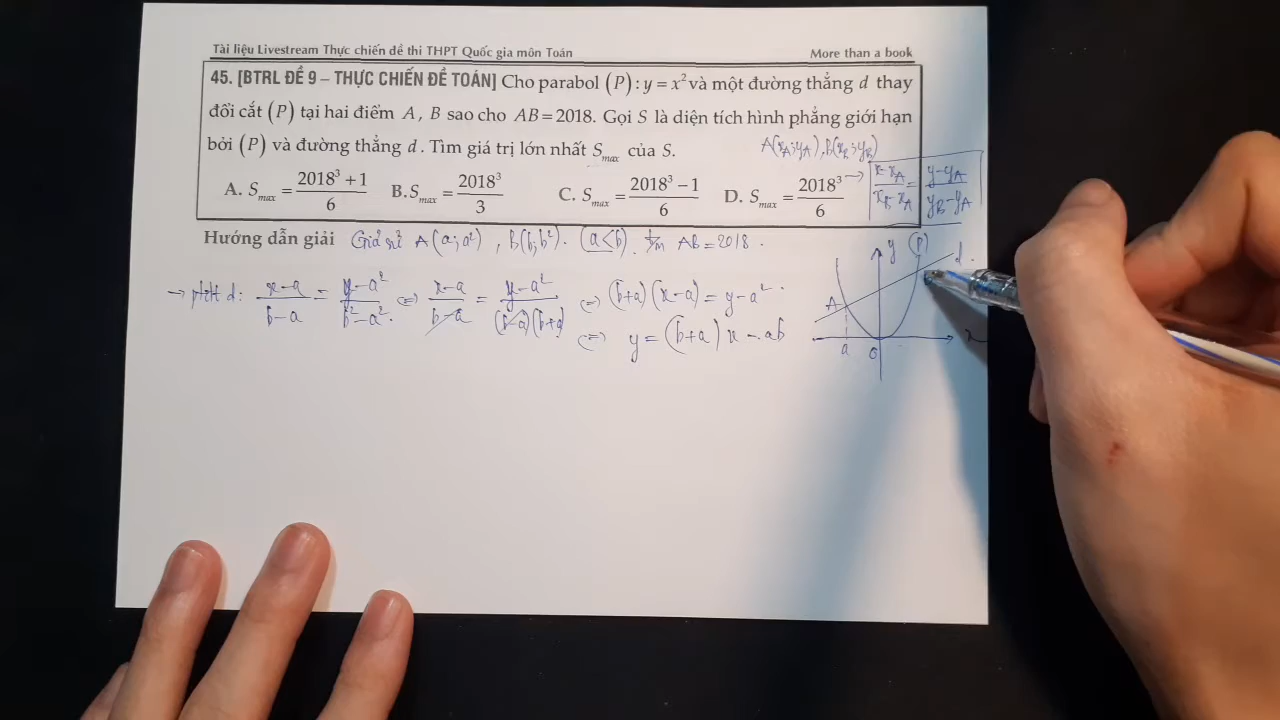 Tài liệu Livestream Thực chiến đề thi THPT Quốc gia môn Toán More than a book
45. [BTRL ĐỀ 9 – THỰC CHIẾN ĐỀ TOÁN] Cho parabol (P): y = x² và một đường thẳng d thay
đổi cắt (P) tại hai điểm A, B sao cho AB = 2018. Gọi S là diện tích hình phẳng giới hạn
bởi (P) và đường thẳng d. Tìm giá trị lớn nhất S_max của S.
A(x_A; y_A), B(x_B; y_B)
A. S_max = (2018³ + 1)/6 B. S_max = 2018³/3 C. S_max = (2018³ − 1)/6 D. S_max = 2018³/6
→ (x − x_A)/(x_B − x_A) = (y − y_A)/(y_B − y_A)
Hướng dẫn giải Giả sử A(a; a²), B(b; b²). (a < b). t/m AB = 2018.
→ ptđt d: (x − a)/(b − a) = (y − a²)/(b² − a²) ⇔ (x − a)/(b − a) = (y − a²)/((b − a)(b + a)) ⇔ (b + a)(x − a) = y − a²
⇔ y = (b + a)x − ab
y (P) d
A
a O x